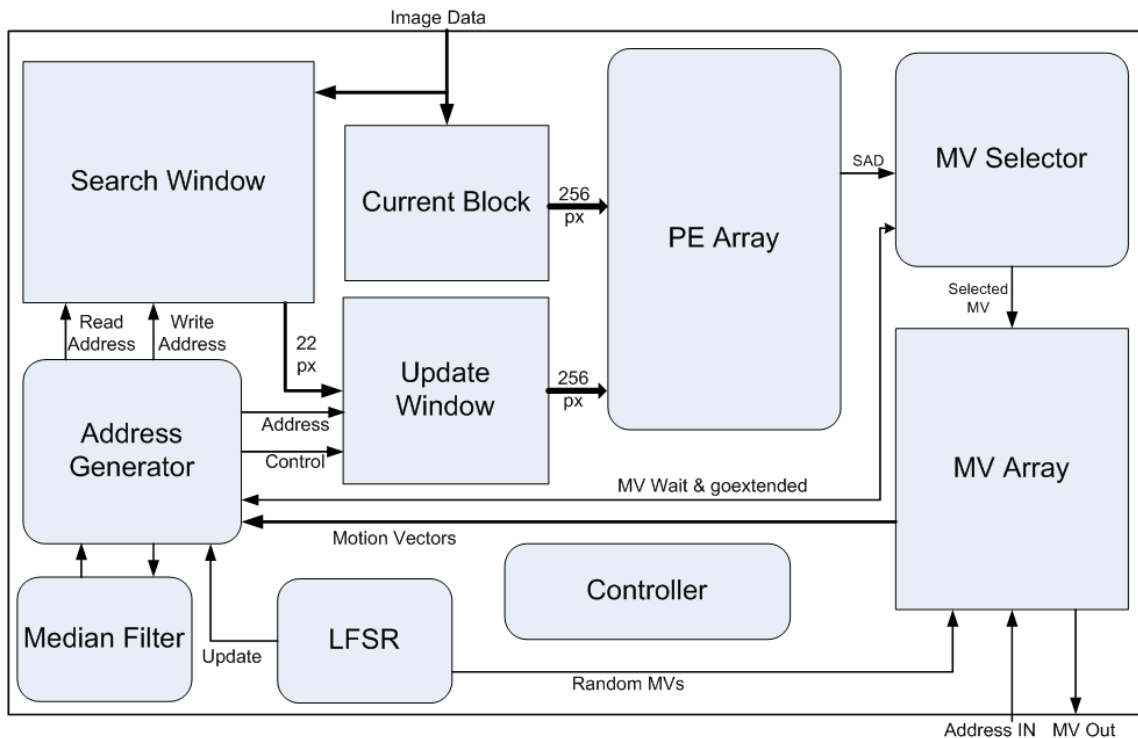 Image Data
Search Window
Current Block
256
px
PE Array
SAD
MV Selector
Selected
MV
Read
Address
Write
Address
22
px
Update
Window
256
px
Address
Generator
Address
Control
MV Wait & goextended
Motion Vectors
MV Array
Controller
Median Filter
Update
LFSR
Random MVs
Address IN
MV Out